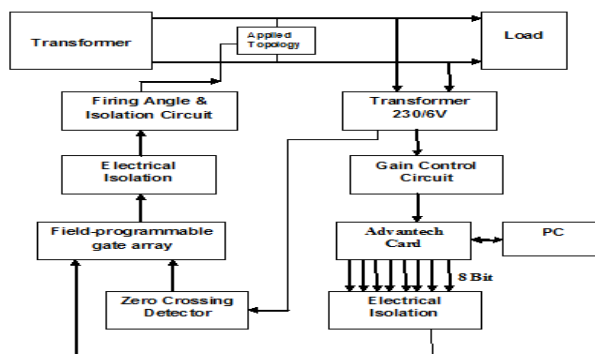 Transformer
Applied
Topology
Load
Firing Angle &
Isolation Circuit
Transformer
230/6V
Electrical
Isolation
Gain Control
Circuit
Field-programmable
gate array
Advantech
Card
PC
8 Bit
Zero Crossing
Detector
Electrical
Isolation